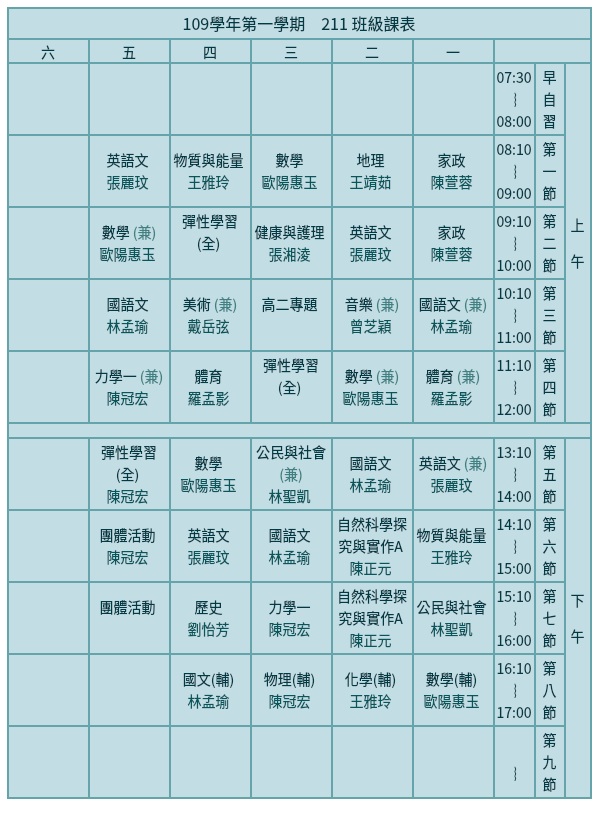 109學年第一學期　211 班級課表
六 五 四 三 二 一
07:30
〜
08:00
早
自
習
英語文
張麗玟
物質與能量
王雅玲
數學
歐陽惠玉
地理
王靖茹
家政
陳萱蓉
08:10
〜
09:00
第
一
節
數學 (兼)
歐陽惠玉
彈性學習
(全)
健康與護理
張湘淩
英語文
張麗玟
家政
陳萱蓉
09:10
〜
10:00
第
二
節
上
午
國語文
林孟瑜
美術 (兼)
戴岳弦
高二專題
音樂 (兼)
曾芝穎
國語文 (兼)
林孟瑜
10:10
〜
11:00
第
三
節
力學一 (兼)
陳冠宏
體育
羅孟影
彈性學習
(全)
數學 (兼)
歐陽惠玉
體育 (兼)
羅孟影
11:10
〜
12:00
第
四
節
彈性學習
(全)
陳冠宏
數學
歐陽惠玉
公民與社會
(兼)
林聖凱
國語文
林孟瑜
英語文 (兼)
張麗玟
13:10
〜
14:00
第
五
節
團體活動
陳冠宏
英語文
張麗玟
國語文
林孟瑜
自然科學探
究與實作A
陳正元
物質與能量
王雅玲
14:10
〜
15:00
第
六
節
團體活動
歷史
劉怡芳
力學一
陳冠宏
自然科學探
究與實作A
陳正元
公民與社會
林聖凱
15:10
〜
16:00
第
七
節
下
午
國文(輔)
林孟瑜
物理(輔)
陳冠宏
化學(輔)
王雅玲
數學(輔)
歐陽惠玉
16:10
〜
17:00
第
八
節
〜
第
九
節